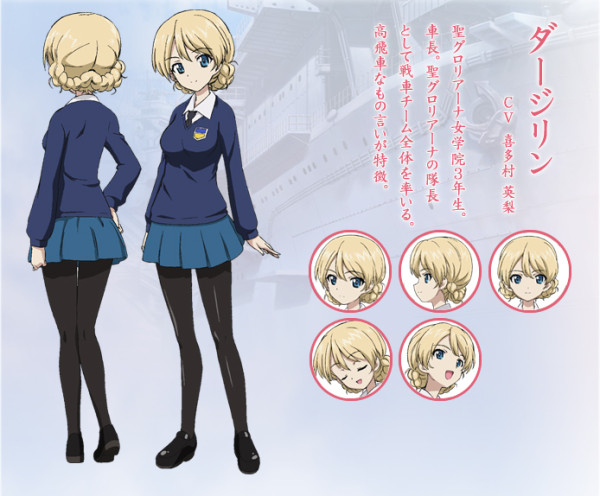 ダージリン
CV 喜多村 英梨
聖グロリアーナ女学院3年生。
車長。聖グロリアーナの隊長
として戦車チーム全体を率いる。
高飛車なもの言いが特徴。